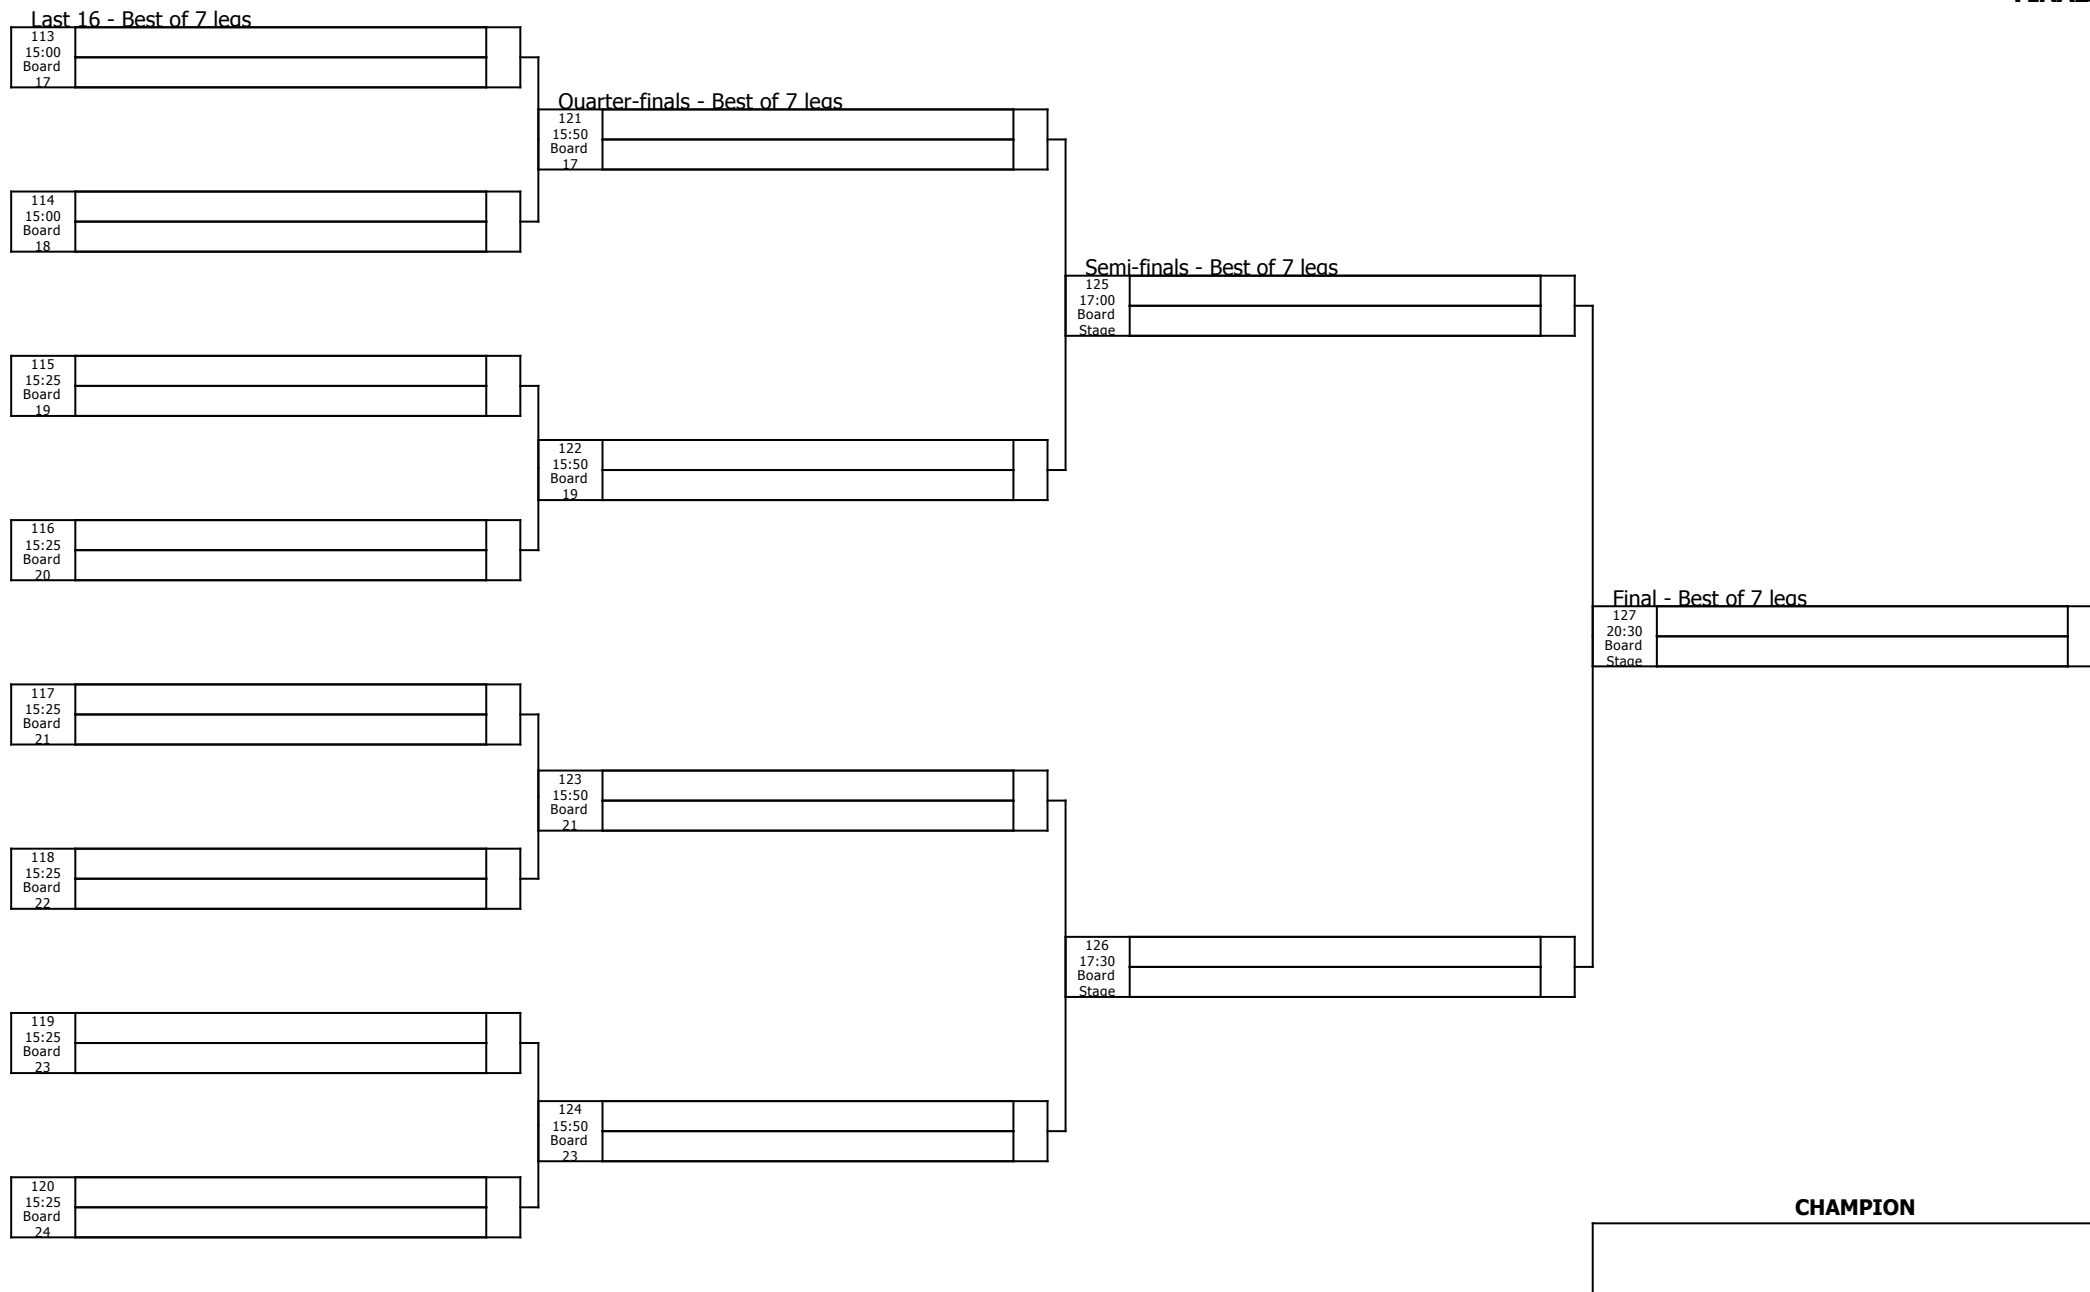 Last 16 - Best of 7 legs
113
15:00
Board
17
114
15:00
Board
18
115
15:25
Board
19
116
15:25
Board
20
117
15:25
Board
21
118
15:25
Board
22
119
15:25
Board
23
120
15:25
Board
24
Quarter-finals - Best of 7 legs
121
15:50
Board
17
122
15:50
Board
19
123
15:50
Board
21
124
15:50
Board
23
Semi-finals - Best of 7 legs
125
17:00
Board
Stage
126
17:30
Board
Stage
Final - Best of 7 legs
127
20:30
Board
Stage
CHAMPION